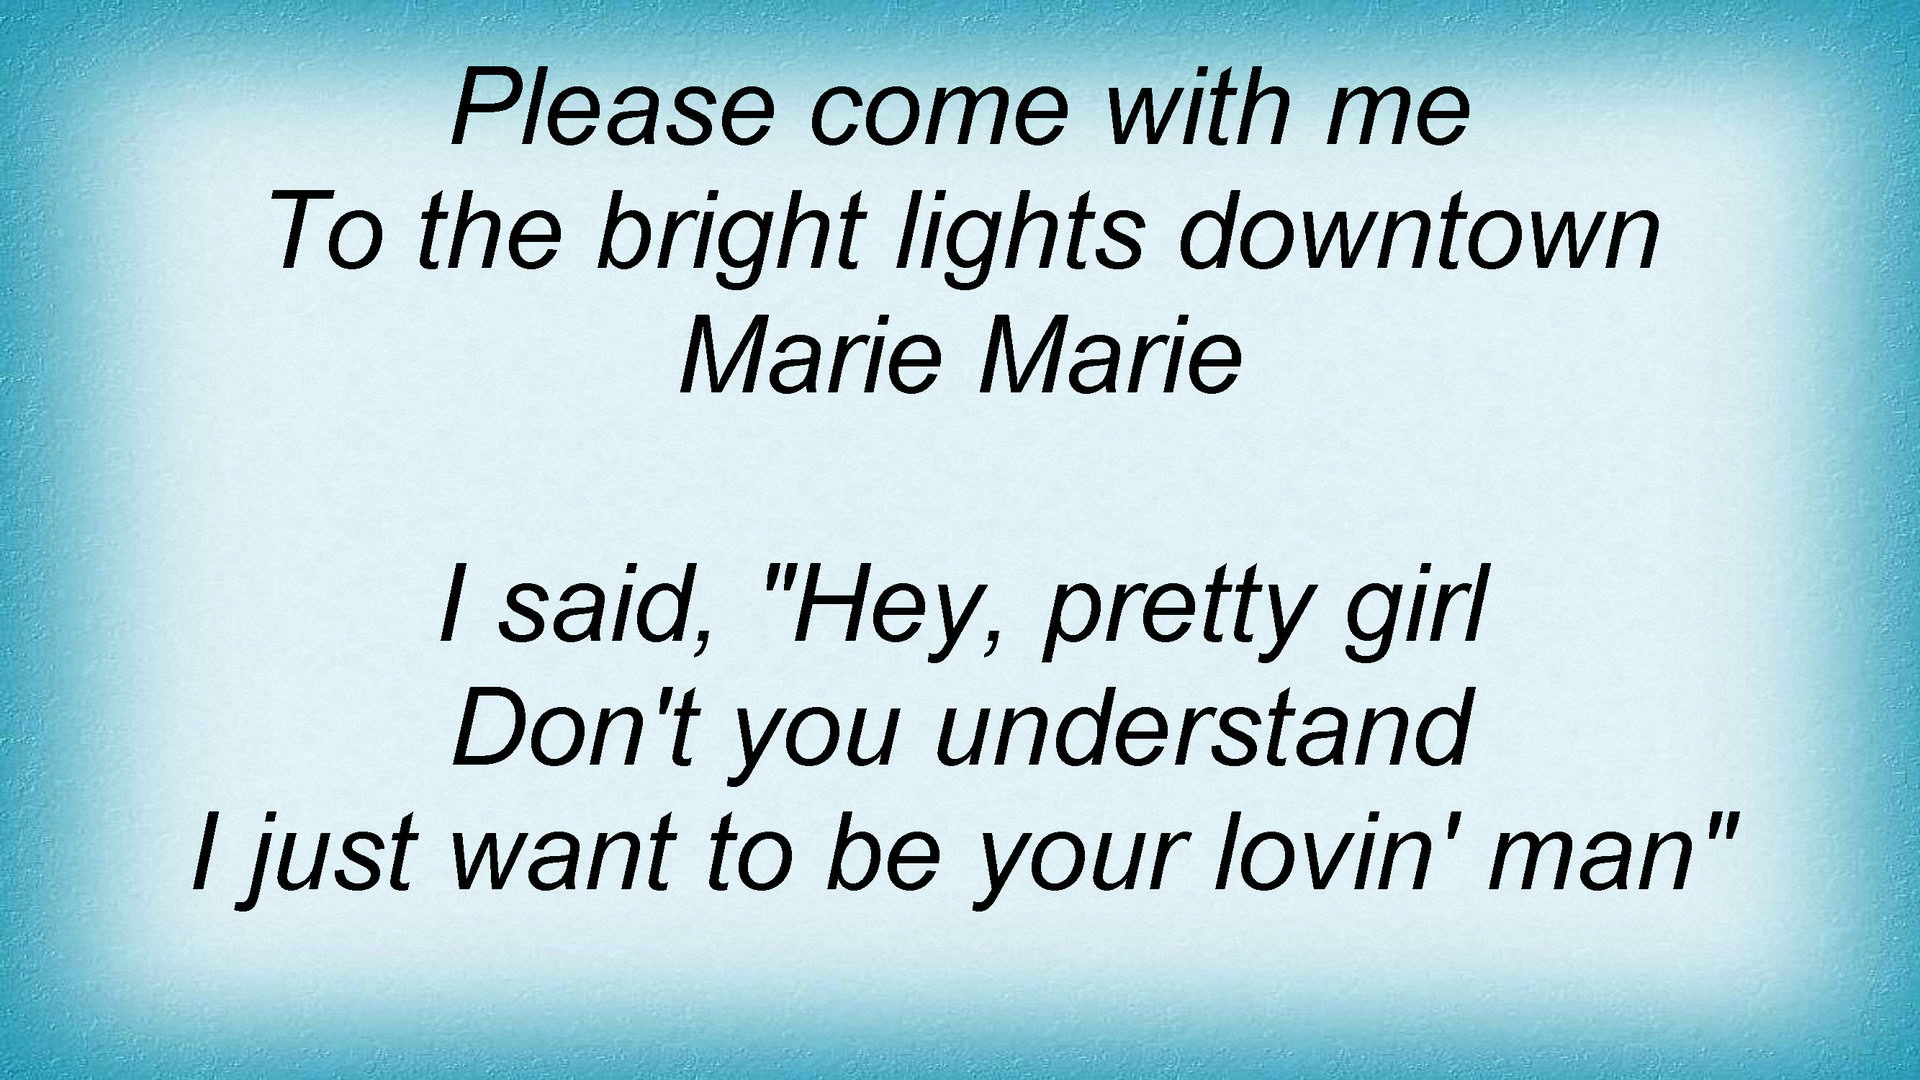 Please come with me
To the bright lights downtown
Marie Marie
I said, "Hey, pretty girl
Don't you understand
I just want to be your lovin' man"